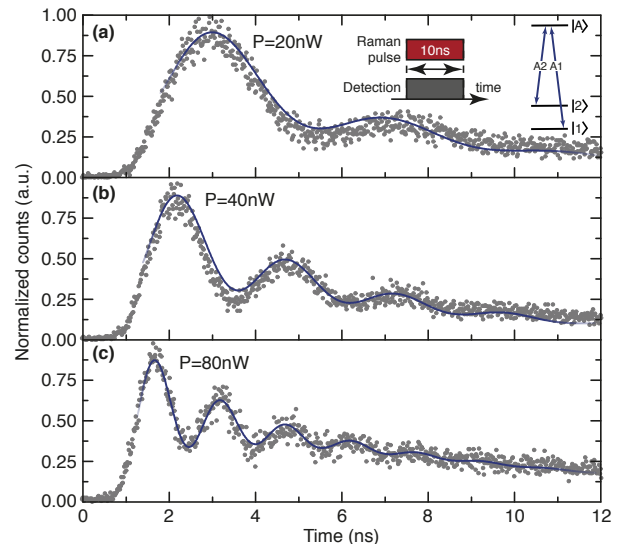 1.00
(a)
P=20nW
Raman
pulse
10ns
Detection
time
|A⟩
A2
A1
|2⟩
|1⟩
0.75
0.50
0.25
0.00
(b)
P=40nW
0.75
0.50
0.25
0.00
(c)
P=80nW
0.75
0.50
0.25
0.00
Normalized counts (a.u.)
0 2 4 6 8 10 12
Time (ns)